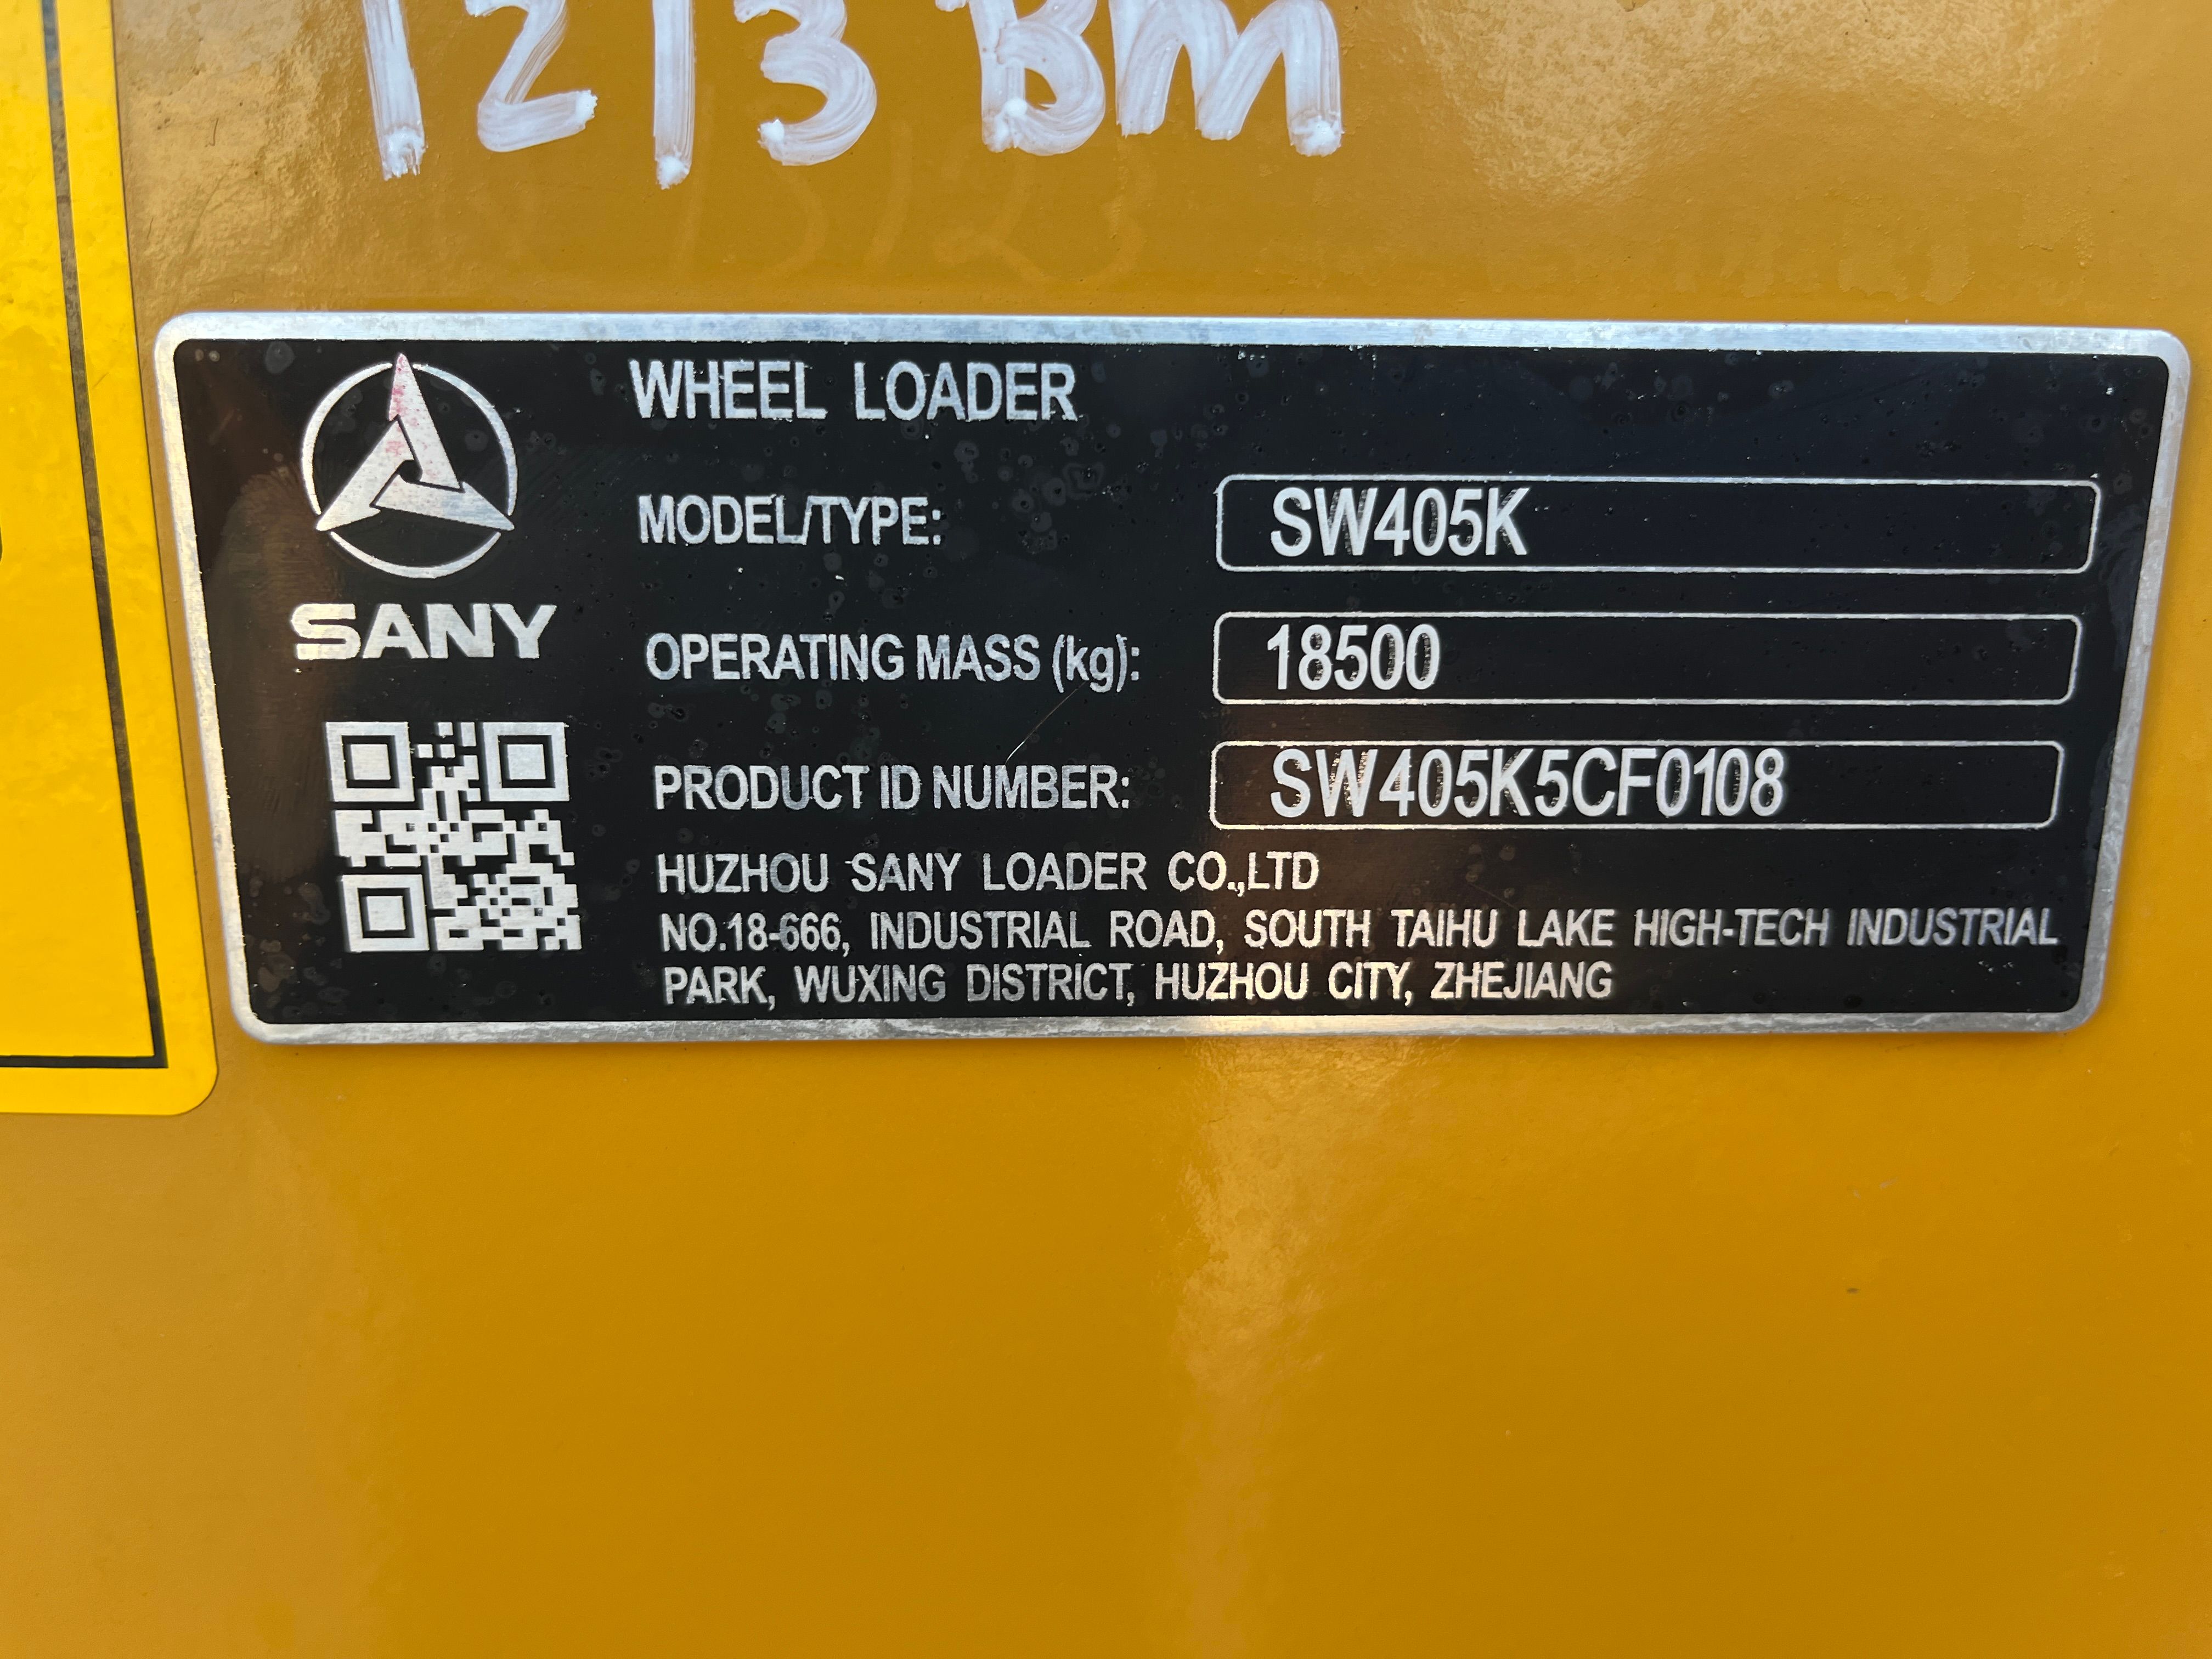 1213 BM
WHEEL LOADER
MODEL/TYPE: SW405K
SANY
OPERATING MASS (kg): 18500
PRODUCT ID NUMBER: SW405K5CF0108
HUZHOU SANY LOADER CO.,LTD
NO.18-666, INDUSTRIAL ROAD, SOUTH TAIHU LAKE HIGH-TECH INDUSTRIAL
PARK, WUXING DISTRICT, HUZHOU CITY, ZHEJIANG